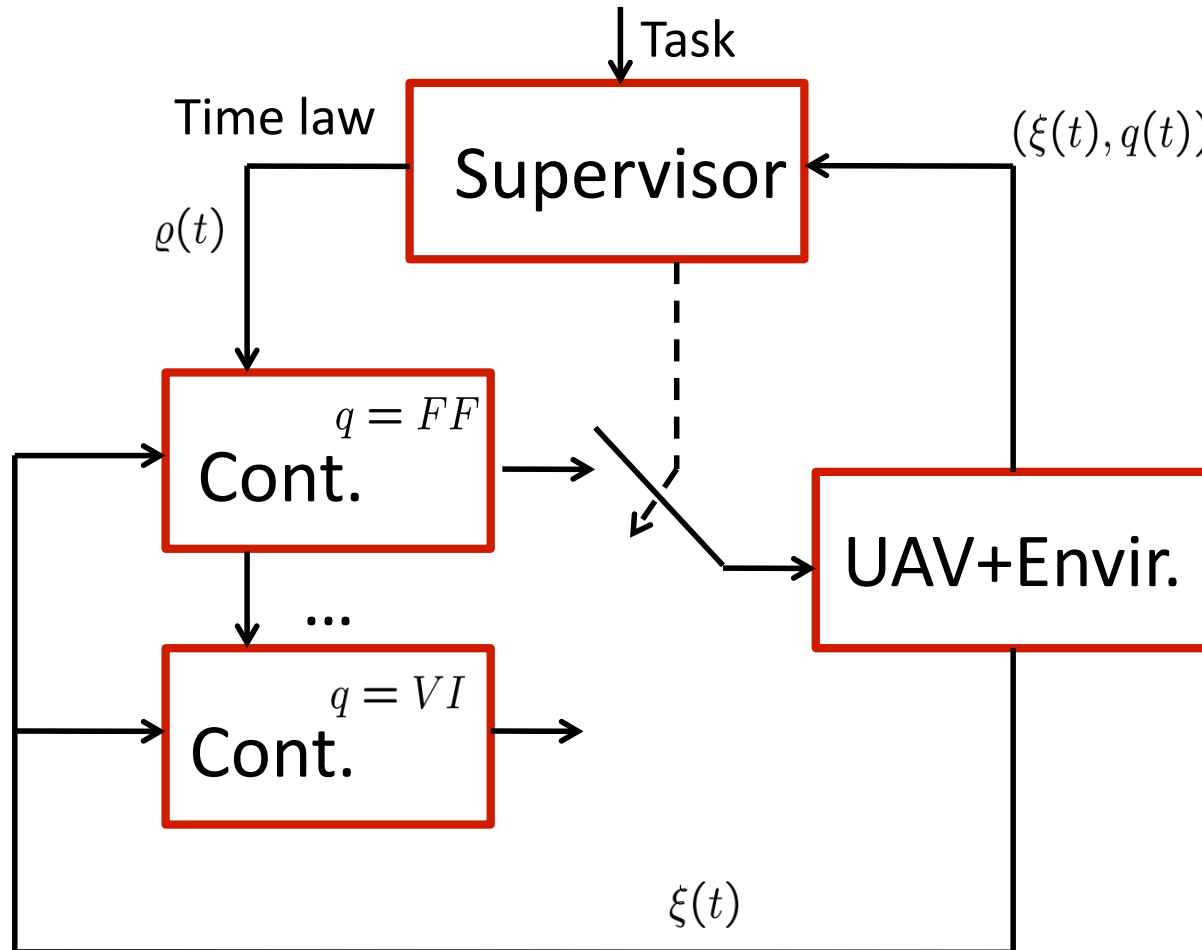 Task
Time law
Supervisor
(ξ(t), q(t))
ϱ(t)
q = FF
Cont.
UAV+Envir.
...
q = VI
Cont.
ξ(t)